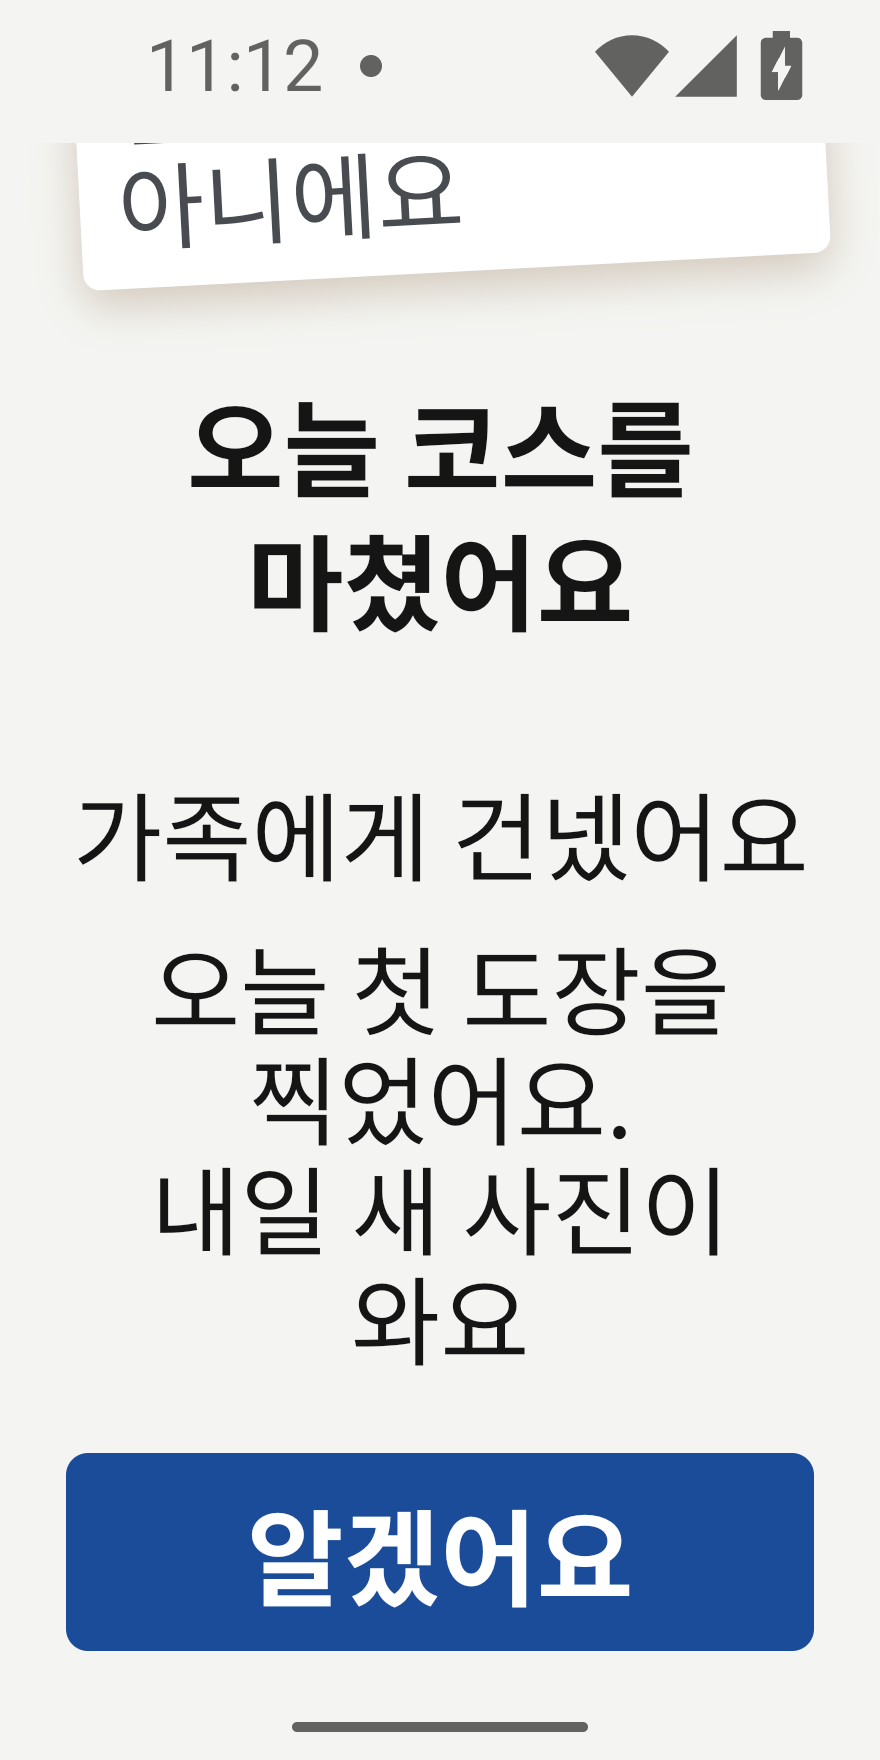 11:12
아니에요
오늘 코스를
마쳤어요
가족에게 건넸어요
오늘 첫 도장을
찍었어요.
내일 새 사진이
와요
알겠어요